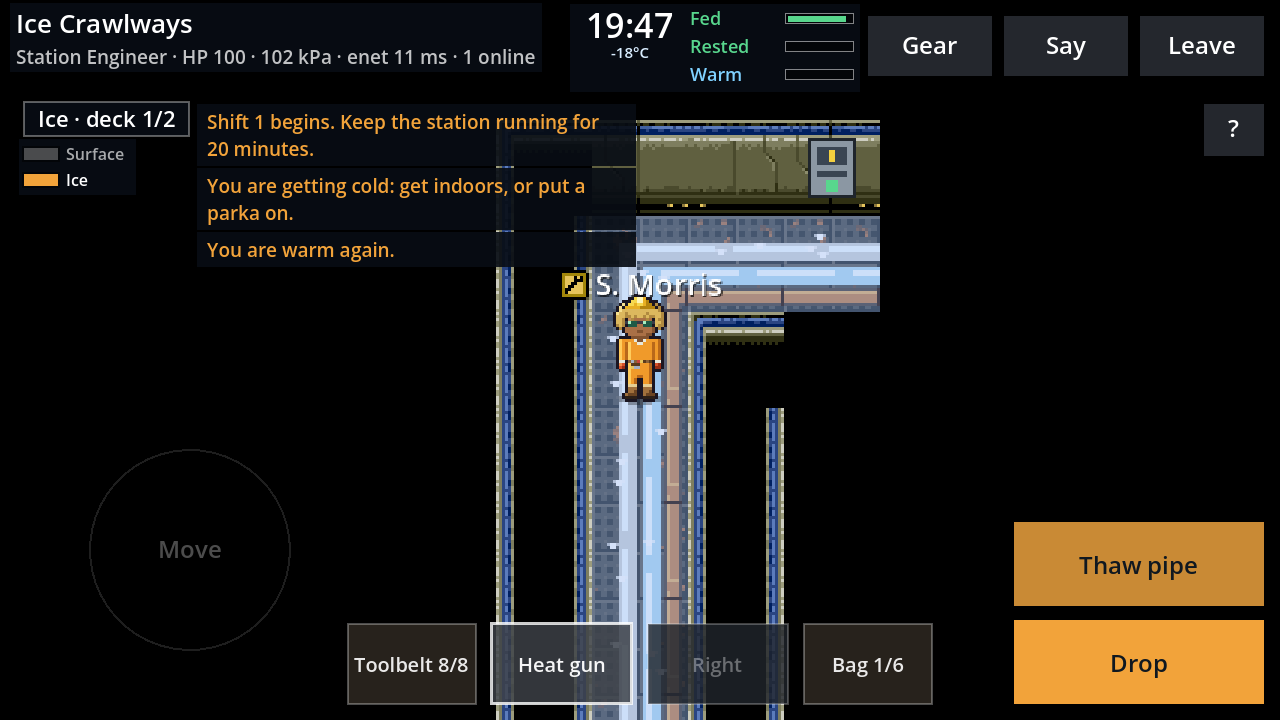 Ice Crawlways
Station Engineer · HP 100 · 102 kPa · enet 11 ms · 1 online
19:47
-18°C
Fed
Rested
Warm
Gear
Say
Leave
Ice · deck 1/2
Surface
Ice
?
Shift 1 begins. Keep the station running for
20 minutes.
You are getting cold: get indoors, or put a
parka on.
You are warm again.
S. Morris
Move
Thaw pipe
Drop
Toolbelt 8/8
Heat gun
Right
Bag 1/6